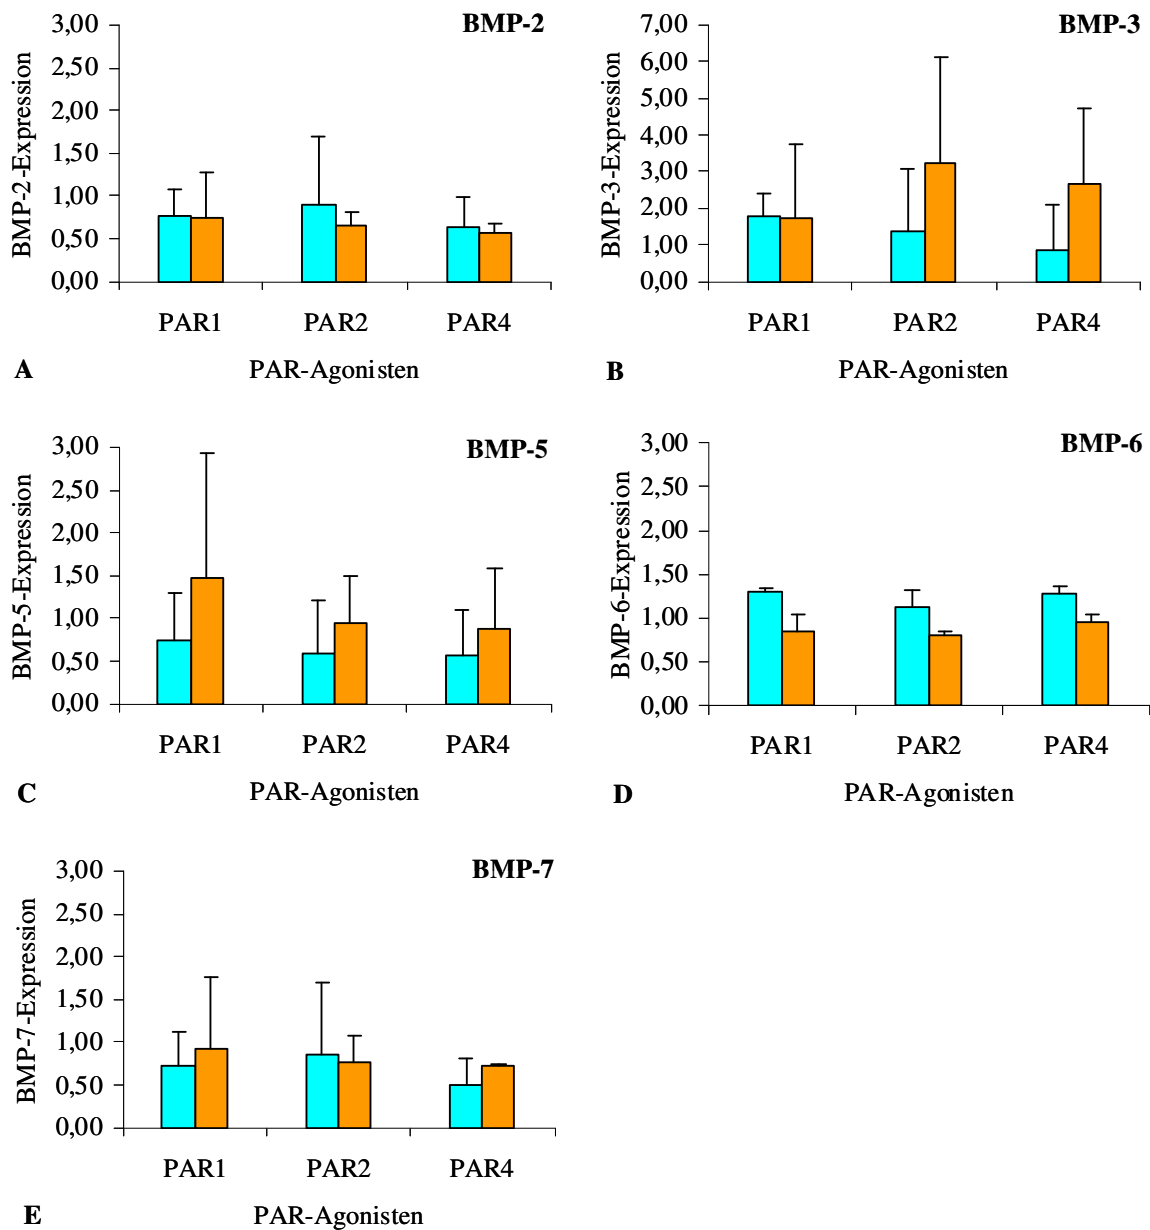 BMP-2
3,00
2,50
2,00
1,50
1,00
0,50
0,00
BMP-2-Expression
PAR1 PAR2 PAR4
PAR-Agonisten
A
BMP-3
7,00
6,00
5,00
4,00
3,00
2,00
1,00
0,00
BMP-3-Expression
PAR1 PAR2 PAR4
PAR-Agonisten
B
BMP-5
3,00
2,50
2,00
1,50
1,00
0,50
0,00
BMP-5-Expression
PAR1 PAR2 PAR4
PAR-Agonisten
C
BMP-6
3,00
2,50
2,00
1,50
1,00
0,50
0,00
BMP-6-Expression
PAR1 PAR2 PAR4
PAR-Agonisten
D
BMP-7
3,00
2,50
2,00
1,50
1,00
0,50
0,00
BMP-7-Expression
PAR1 PAR2 PAR4
PAR-Agonisten
E